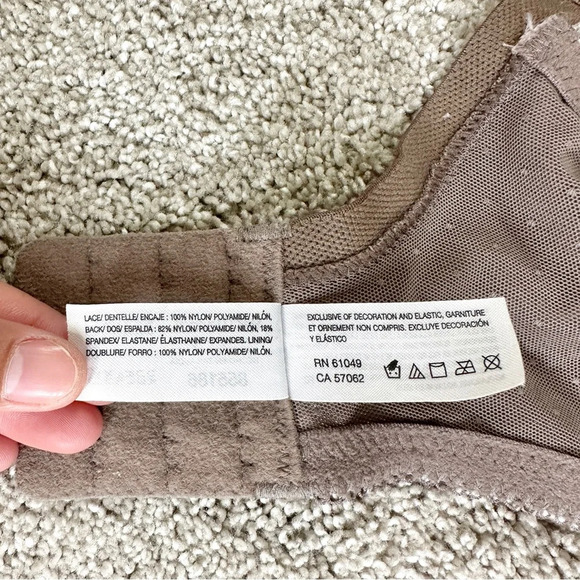 LACE/ DENTELLE/ ENCAJE : 100% NYLON/ POLYAMIDE/ NILÓN,
BACK/ DOS/ ESPALDA : 82% NYLON/ POLYAMIDE/ NILÓN, 18%
SPANDEX/ ELASTANE/ ÉLASTHANNE/ EXPANDES. LINING/
DOUBLURE/ FORRO : 100% NYLON/ POLYAMIDE/ NILÓN.
EXCLUSIVE OF DECORATION AND ELASTIC, GARNITURE
ET ORNEMENT NON COMPRIS. EXCLUYE DECORACIÓN
Y ELÁSTICO
RN 61049
CA 57062